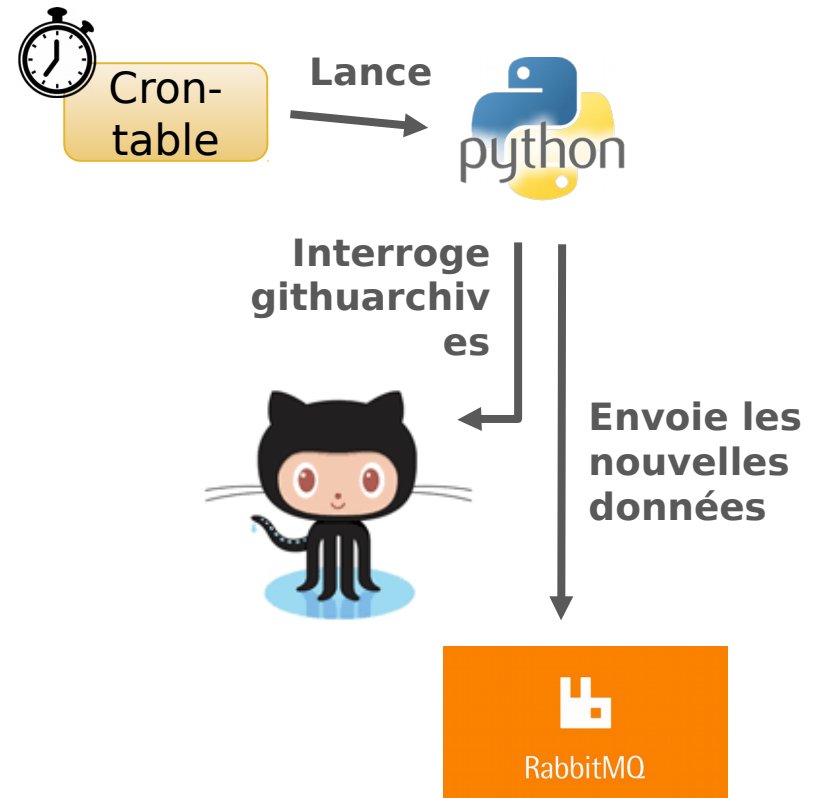 Cron-
table
Lance
python
Interroge
githuarchiv
es
Envoie les
nouvelles
données
RabbitMQ